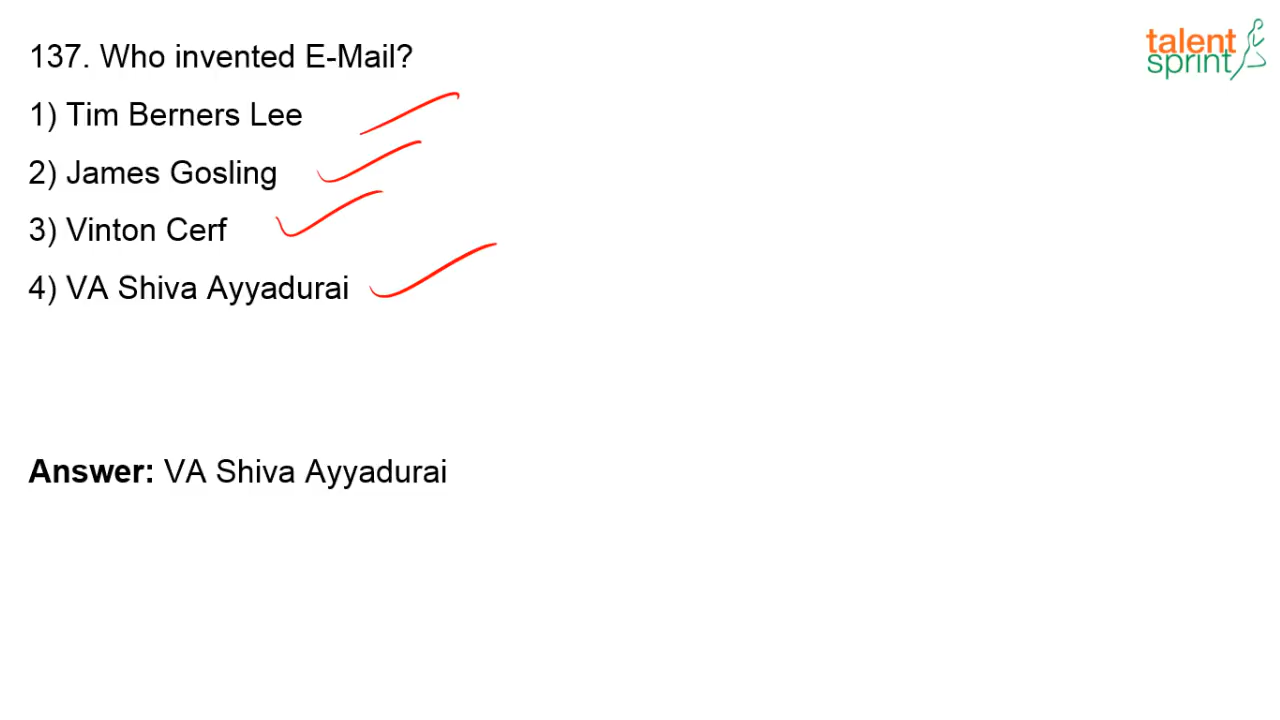 talent
sprint
137. Who invented E-Mail?
1) Tim Berners Lee
2) James Gosling
3) Vinton Cerf
4) VA Shiva Ayyadurai
Answer: VA Shiva Ayyadurai